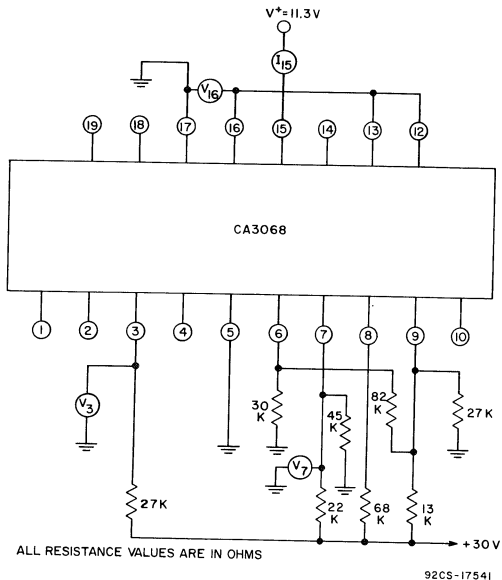 V+=11.3V
I15
V16
19
18
17
16
15
14
13
12
CA3068
1
2
3
4
5
6
7
8
9
10
V3
30
K
45
K
82
K
27K
V7
27K
22
K
68
K
13
K
+30V
ALL RESISTANCE VALUES ARE IN OHMS
92CS-17541